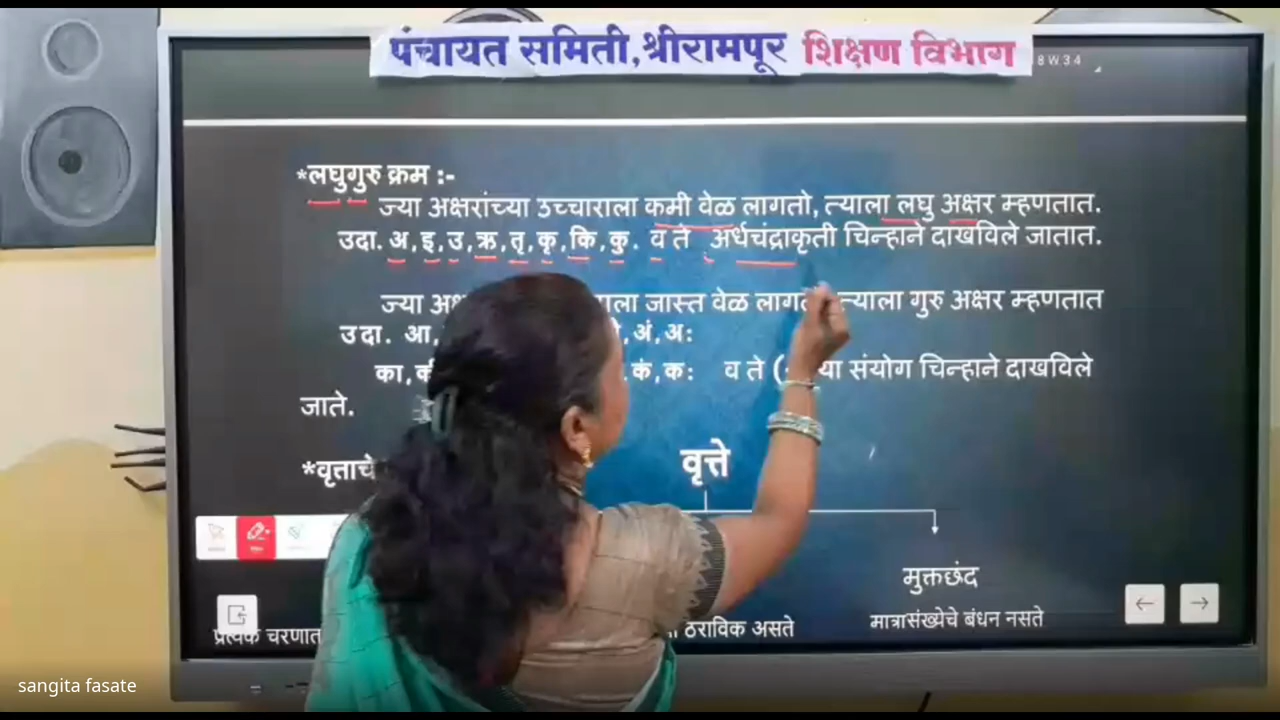 पंचायत समिती,श्रीरामपूर शिक्षण विभाग
8W34
*लघुगुरु क्रम :-
ज्या अक्षरांच्या उच्चाराला कमी वेळ लागतो, त्याला लघु अक्षर म्हणतात.
उदा. अ,इ,उ,ऋ,तृ,कृ,कि,कु. व ते अर्धचंद्राकृती चिन्हाने दाखविले जातात.
ज्या जास्त वेळ त्याला गुरु अक्षर म्हणतात
उदा. आ, ,अं,अः
का, कं,कः व ते या संयोग चिन्हाने दाखविले
जाते.
*वृत्ताचे
वृत्ते
मुक्तछंद
मात्रासंख्येचे बंधन नसते
प्रत्येक चरणात ठराविक असते
sangita fasate